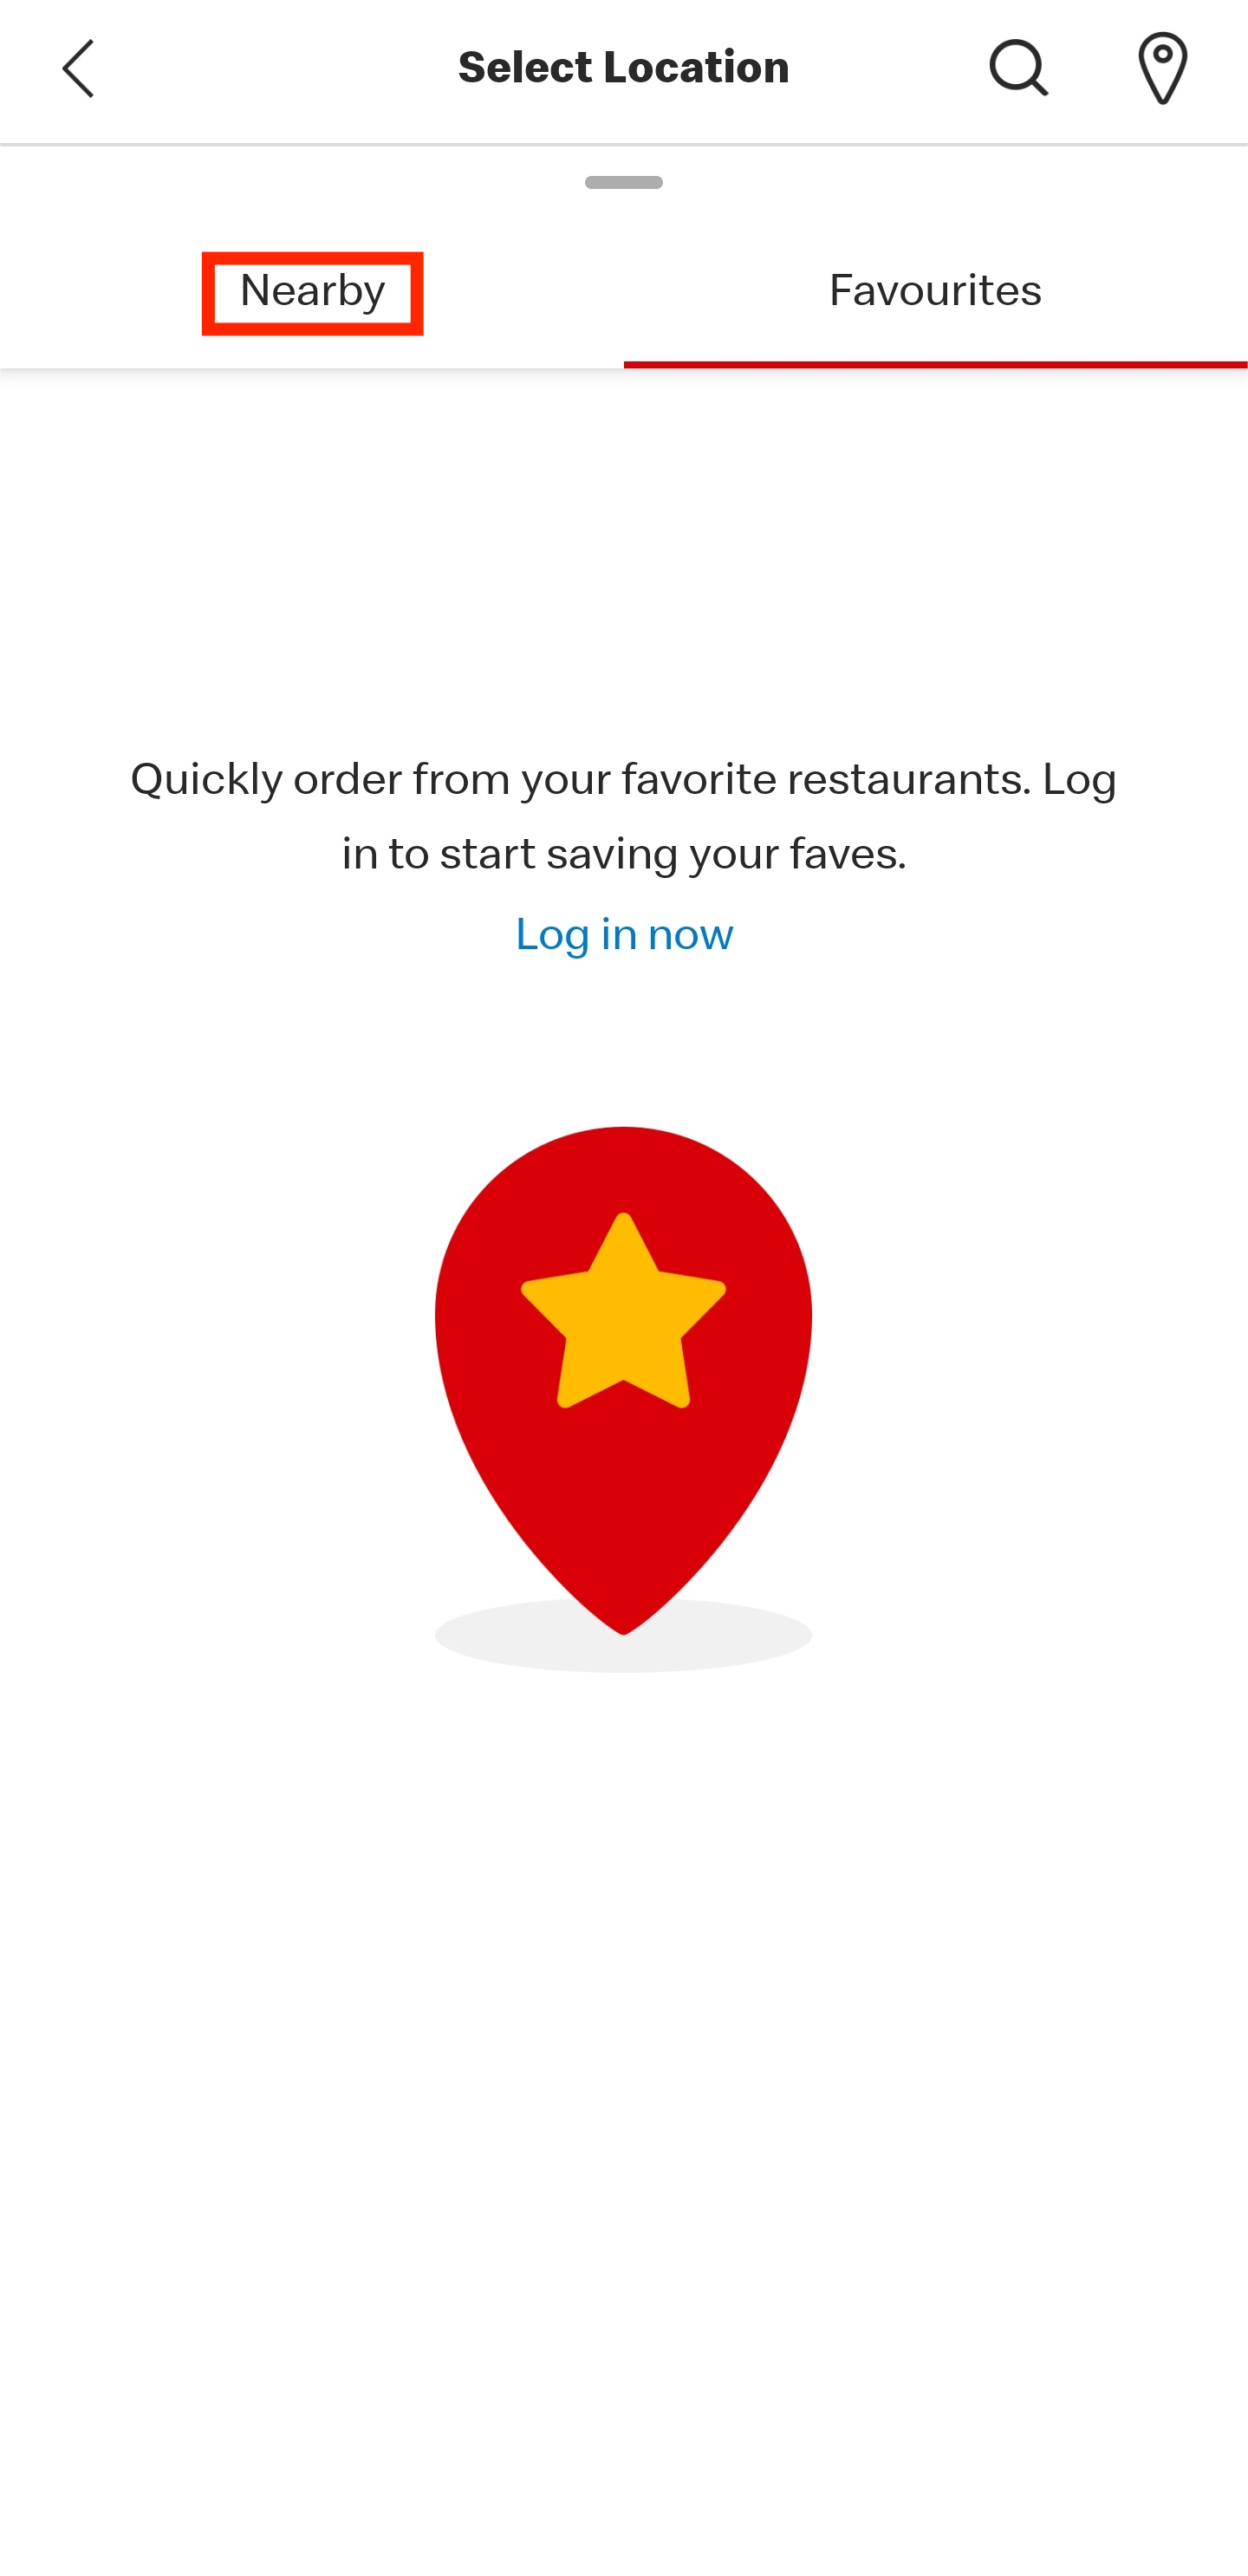 Select Location
Nearby
Favourites
Quickly order from your favorite restaurants. Log
in to start saving your faves.
Log in now